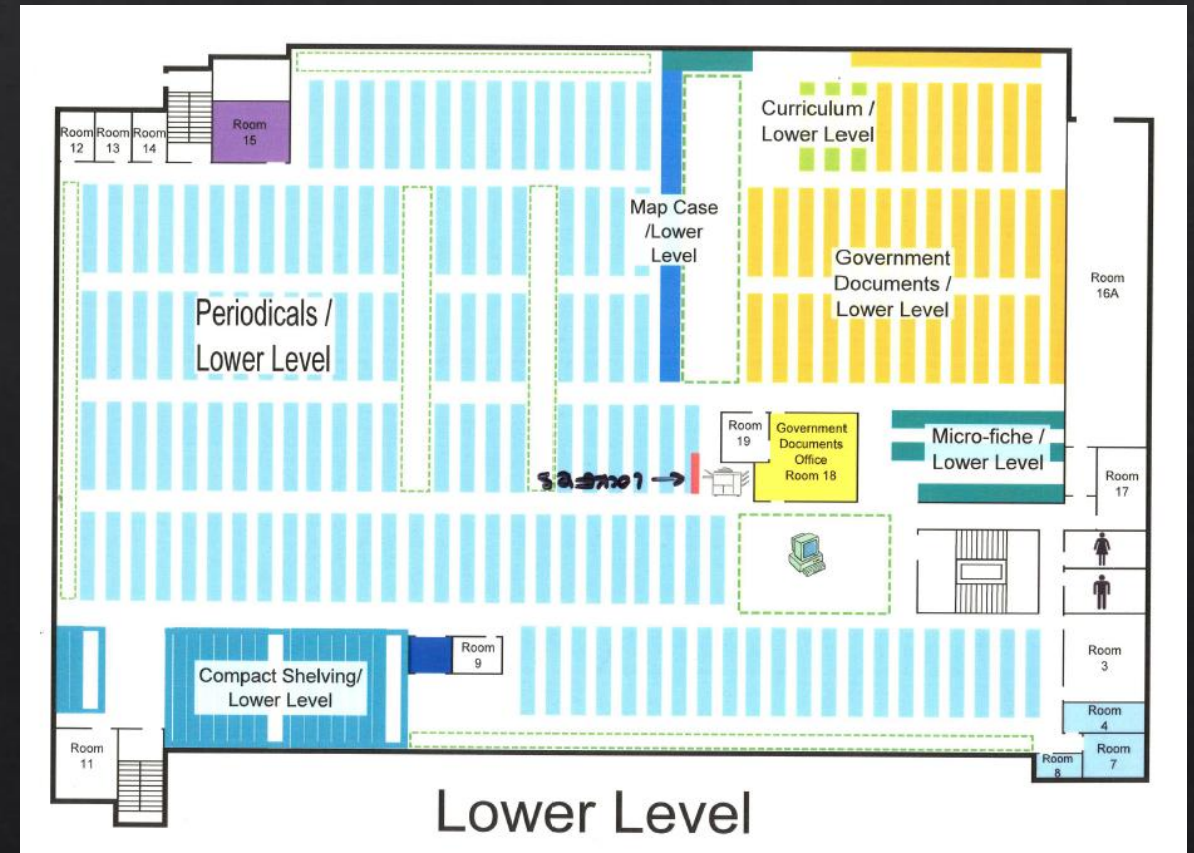 Room
12
Room
13
Room
14
Room
15
Curriculum /
Lower Level
Map Case
/Lower
Level
Government
Documents /
Lower Level
Room
16A
Periodicals /
Lower Level
Room
19
Government
Documents
Office
Room 18
Micro-fiche /
Lower Level
Room
17
Compact Shelving/
Lower Level
Room
9
Room
3
Room
4
Room
7
Room
8
Room
11
Lower Level